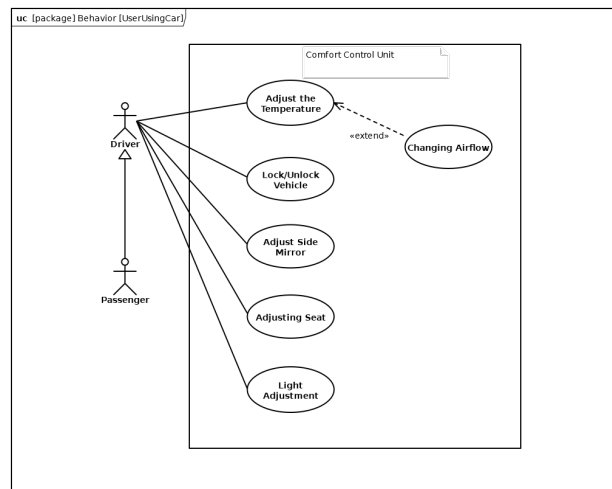 uc [package] Behavior [UserUsingCar]
Comfort Control Unit
Adjust the
Temperature
Driver
«extend»
Changing Airflow
Lock/Unlock
Vehicle
Adjust Side
Mirror
Passenger
Adjusting Seat
Light
Adjustment